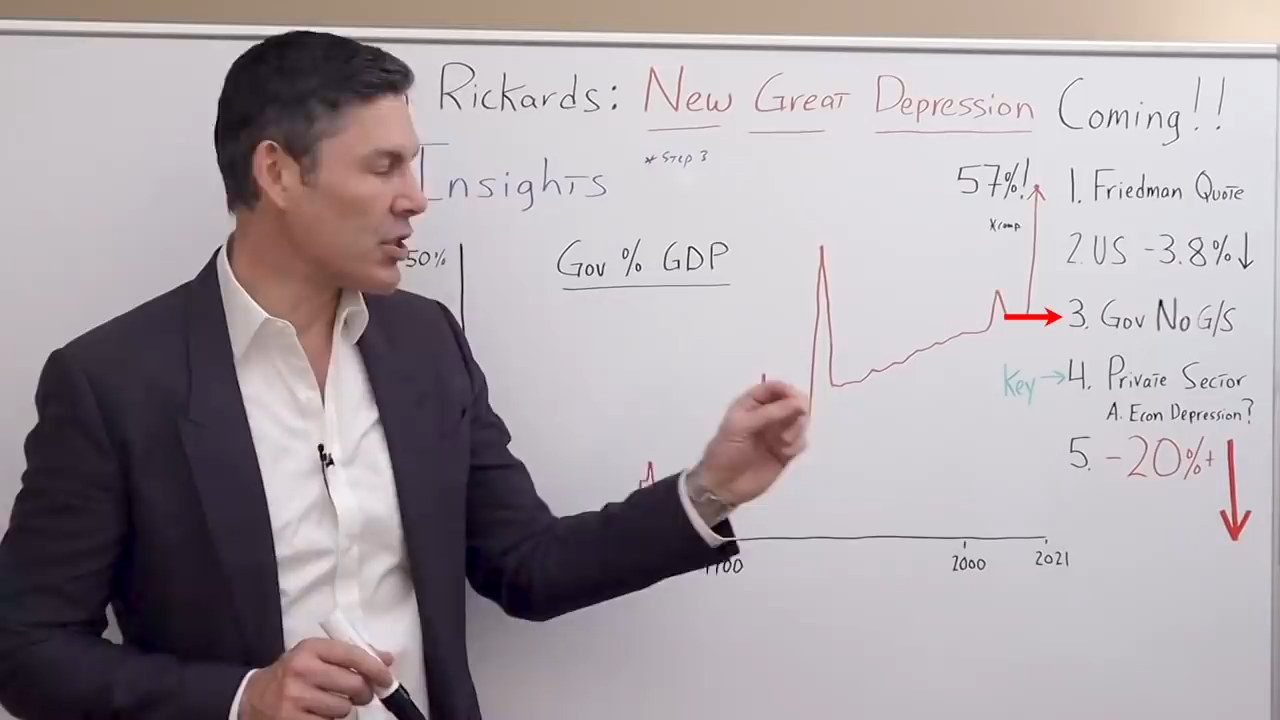 Rickards: New Great Depression Coming!!
*Step 3
Insights
57%!
*comp
50%
Gov % GDP
1. Friedman Quote
2. US -3.8%↓
3. Gov No G/S
Key → 4. Private Sector
A. Econ Depression?
5. -20%+
2000
2021